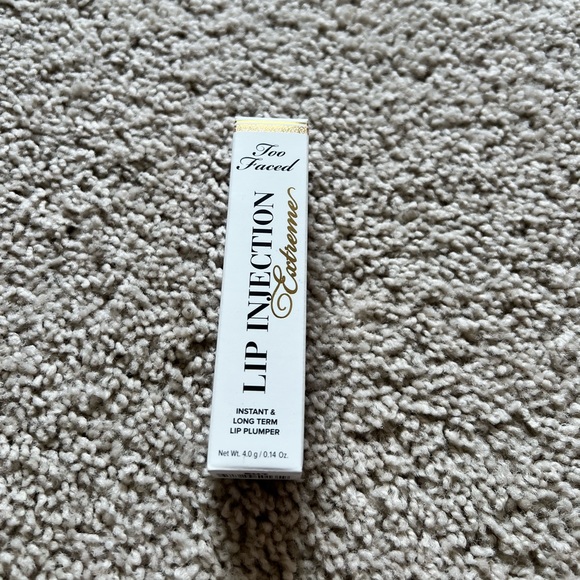 Too
Faced
LIP INJECTION
Extreme
INSTANT &
LONG TERM
LIP PLUMPER
Net Wt. 4.0 g / 0.14 Oz.